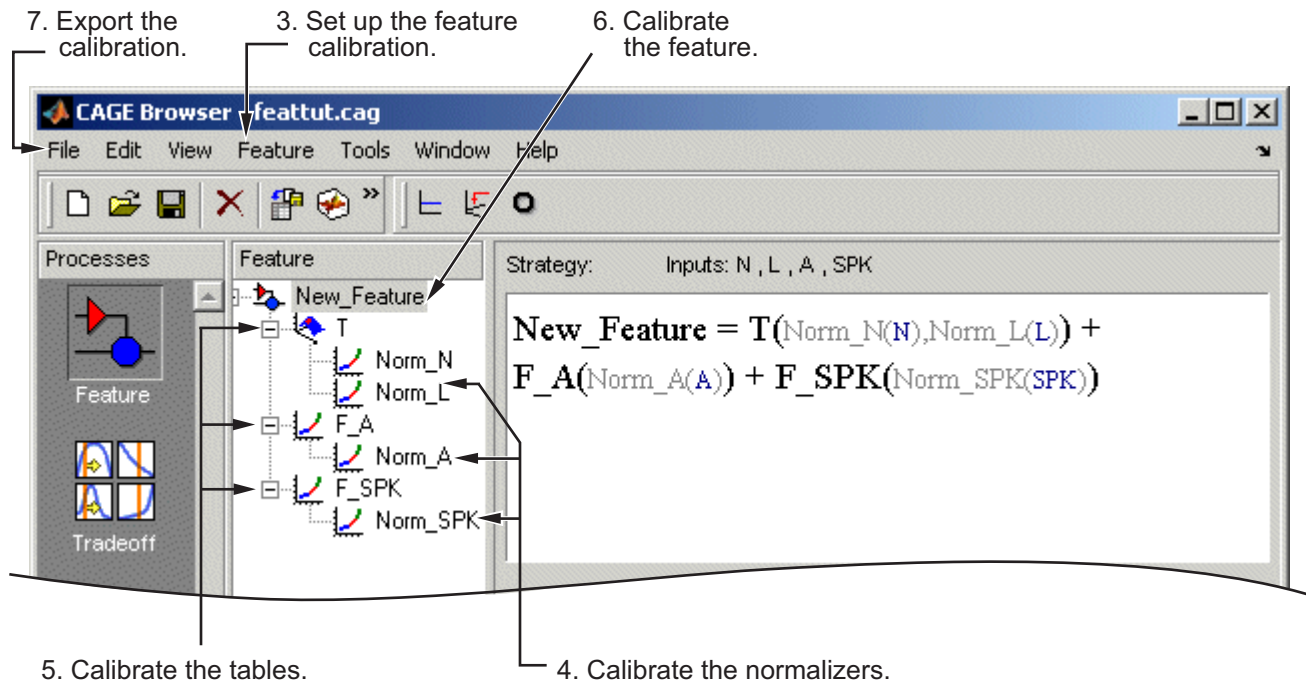 7. Export the
calibration.
3. Set up the feature
calibration.
6. Calibrate
the feature.
CAGE Browser - feattut.cag
File Edit View Feature Tools Window Help
Processes
Feature
Tradeoff
Feature
New_Feature
T
Norm_N
Norm_L
F_A
Norm_A
F_SPK
Norm_SPK
Strategy: Inputs: N , L , A , SPK
New_Feature = T(Norm_N(N),Norm_L(L)) +
F_A(Norm_A(A)) + F_SPK(Norm_SPK(SPK))
5. Calibrate the tables.
4. Calibrate the normalizers.